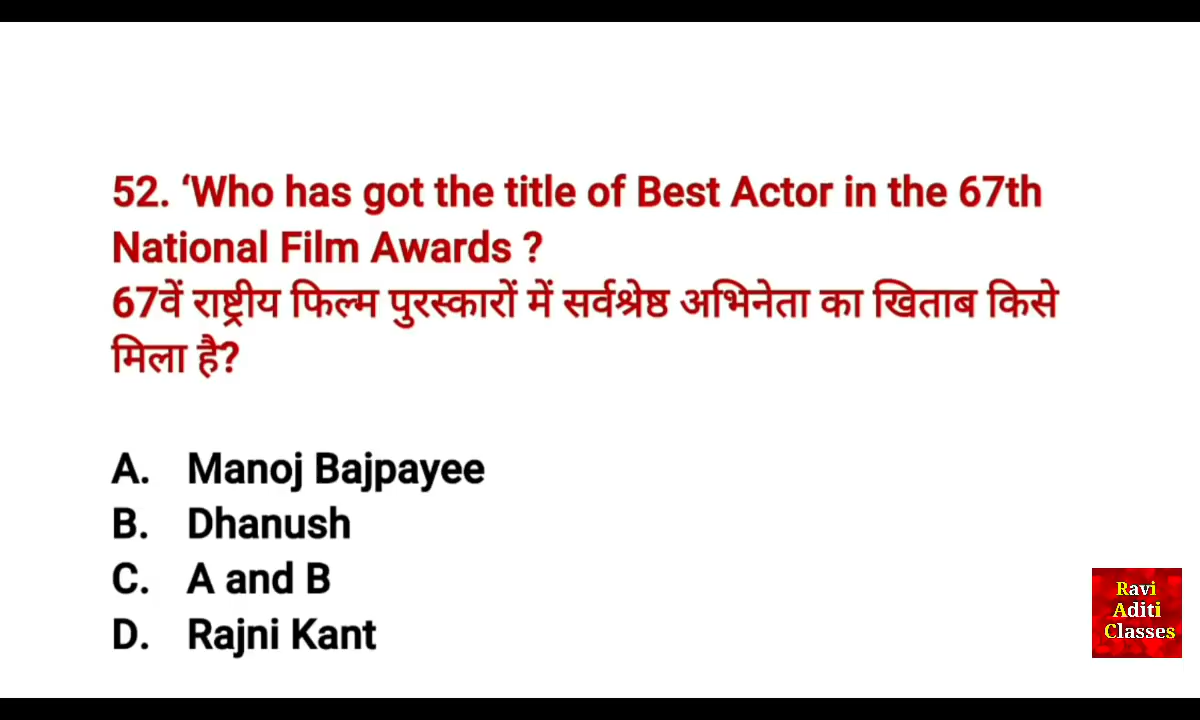 52. ‘Who has got the title of Best Actor in the 67th
National Film Awards ?
67वें राष्ट्रीय फिल्म पुरस्कारों में सर्वश्रेष्ठ अभिनेता का खिताब किसे
मिला है?
A. Manoj Bajpayee
B. Dhanush
C. A and B
D. Rajni Kant
Ravi
Aditi
Classes